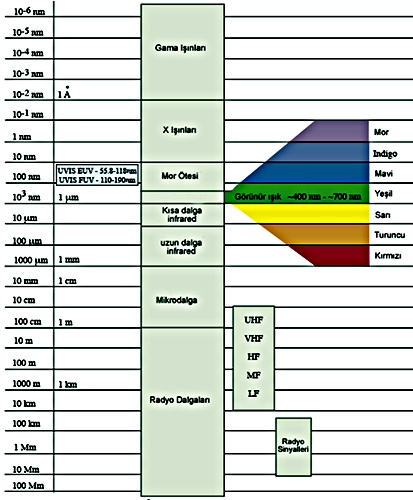 10-6 nm
10-5 nm
10-4 nm
10-3 nm
10-2 nm 1 Å
10-1 nm
1 nm
10 nm
100 nm
10³ nm 1 µm
10 µm
100 µm
1000 µm 1 mm
10 mm 1 cm
10 cm
100 cm 1 m
10 m
100 m
1000 m 1 km
10 km
100 km
1 Mm
10 Mm
100 Mm
UVIS EUV - 55.8-118nm
UVIS FUV - 110-190nm
Gama Işınları
X Işınları
Mor Ötesi
Kısa dalga
infrared
uzun dalga
infrared
Mikrodalga
Radyo Dalgaları
Görünür ışık ~400 nm - ~700 nm
Mor
Indigo
Mavi
Yeşil
Sarı
Turuncu
Kırmızı
UHF
VHF
HF
MF
LF
Radyo
Sinyalleri